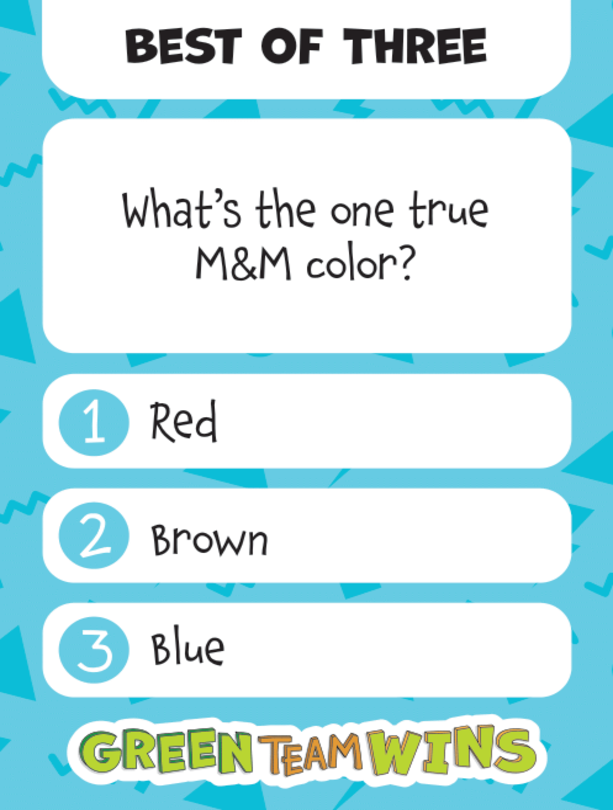 BEST OF THREE
What's the one true
M&M color?
1 Red
2 Brown
3 Blue
GREEN TEAM WINS